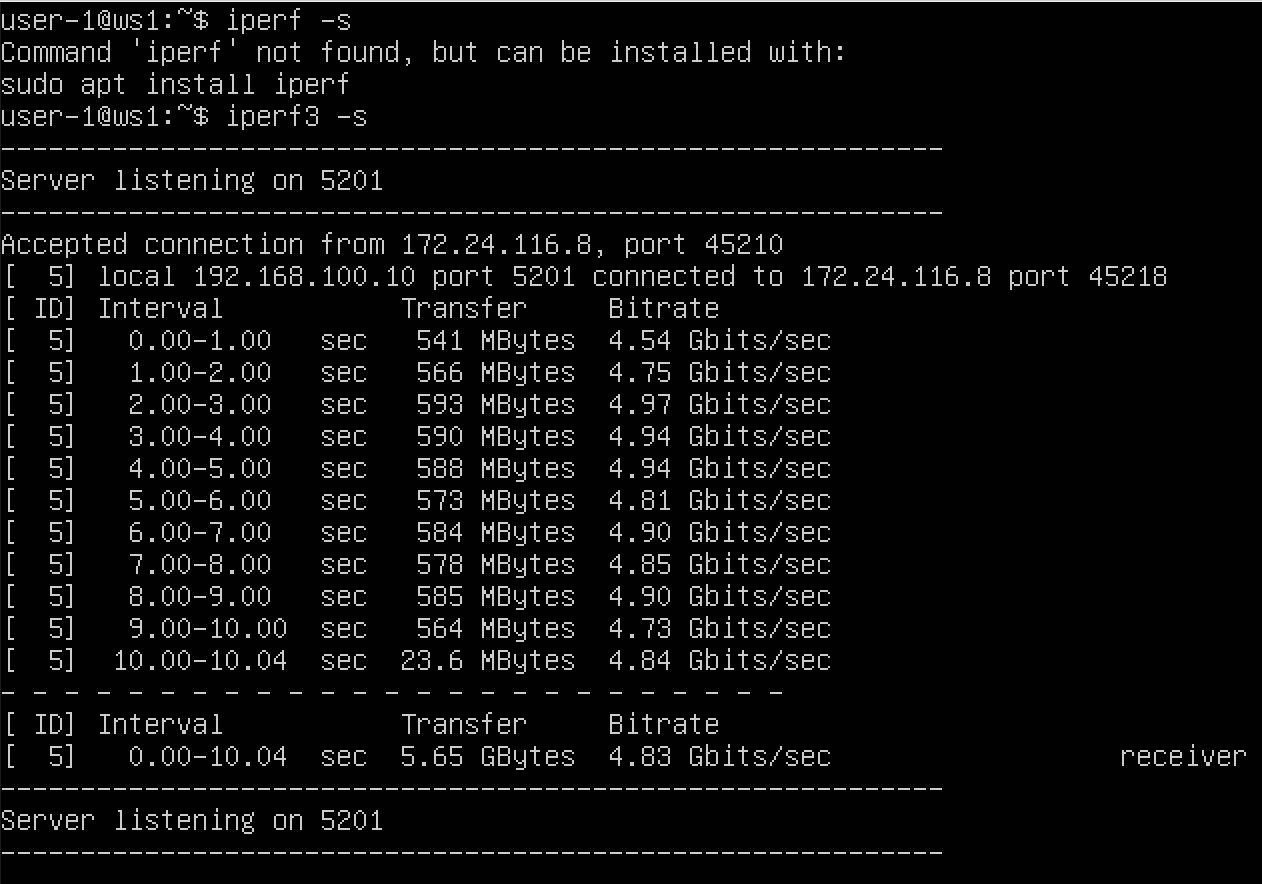 user-1@ws1:~$ iperf -s
Command 'iperf' not found, but can be installed with:
sudo apt install iperf
user-1@ws1:~$ iperf3 -s
-----------------------------------------------------------
Server listening on 5201
-----------------------------------------------------------
Accepted connection from 172.24.116.8, port 45210
[  5] local 192.168.100.10 port 5201 connected to 172.24.116.8 port 45218
[ ID] Interval           Transfer     Bitrate
[  5]   0.00-1.00   sec   541 MBytes  4.54 Gbits/sec
[  5]   1.00-2.00   sec   566 MBytes  4.75 Gbits/sec
[  5]   2.00-3.00   sec   593 MBytes  4.97 Gbits/sec
[  5]   3.00-4.00   sec   590 MBytes  4.94 Gbits/sec
[  5]   4.00-5.00   sec   588 MBytes  4.94 Gbits/sec
[  5]   5.00-6.00   sec   573 MBytes  4.81 Gbits/sec
[  5]   6.00-7.00   sec   584 MBytes  4.90 Gbits/sec
[  5]   7.00-8.00   sec   578 MBytes  4.85 Gbits/sec
[  5]   8.00-9.00   sec   585 MBytes  4.90 Gbits/sec
[  5]   9.00-10.00  sec   564 MBytes  4.73 Gbits/sec
[  5]  10.00-10.04  sec  23.6 MBytes  4.84 Gbits/sec
- - - - - - - - - - - - - - - - - - - - - - - - -
[ ID] Interval           Transfer     Bitrate
[  5]   0.00-10.04  sec  5.65 GBytes  4.83 Gbits/sec                  receiver
-----------------------------------------------------------
Server listening on 5201
-----------------------------------------------------------